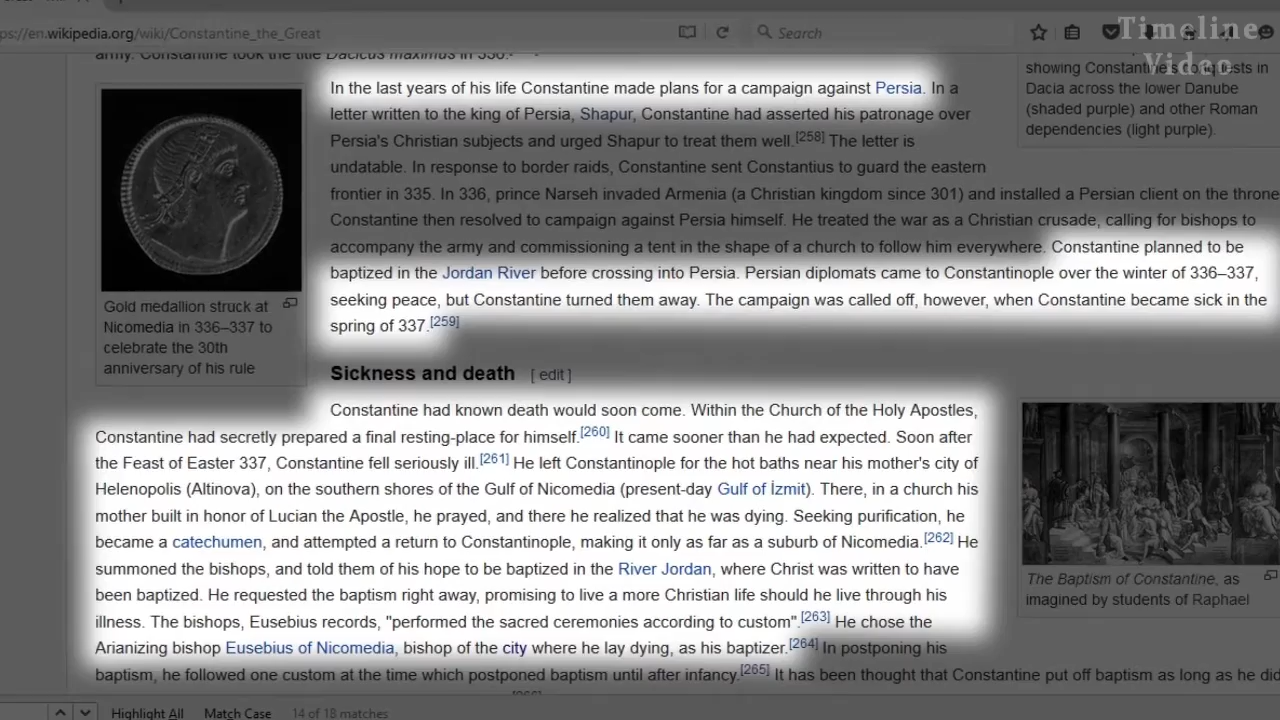 ps://en.wikipedia.org/wiki/Constantine_the_Great
Search
Timeline
Video
army. Constantine took the title Dacicus maximus in 336.
In the last years of his life Constantine made plans for a campaign against Persia. In a
letter written to the king of Persia, Shapur, Constantine had asserted his patronage over
Persia's Christian subjects and urged Shapur to treat them well.[258] The letter is
undatable. In response to border raids, Constantine sent Constantius to guard the eastern
frontier in 335. In 336, prince Narseh invaded Armenia (a Christian kingdom since 301) and installed a Persian client on the throne
Constantine then resolved to campaign against Persia himself. He treated the war as a Christian crusade, calling for bishops to
accompany the army and commissioning a tent in the shape of a church to follow him everywhere. Constantine planned to be
baptized in the Jordan River before crossing into Persia. Persian diplomats came to Constantinople over the winter of 336–337,
seeking peace, but Constantine turned them away. The campaign was called off, however, when Constantine became sick in the
spring of 337.[259]
showing Constantine's conquests in
Dacia across the lower Danube
(shaded purple) and other Roman
dependencies (light purple).
Gold medallion struck at
Nicomedia in 336–337 to
celebrate the 30th
anniversary of his rule
Sickness and death [ edit ]
Constantine had known death would soon come. Within the Church of the Holy Apostles,
Constantine had secretly prepared a final resting-place for himself.[260] It came sooner than he had expected. Soon after
the Feast of Easter 337, Constantine fell seriously ill.[261] He left Constantinople for the hot baths near his mother's city of
Helenopolis (Altinova), on the southern shores of the Gulf of Nicomedia (present-day Gulf of İzmit). There, in a church his
mother built in honor of Lucian the Apostle, he prayed, and there he realized that he was dying. Seeking purification, he
became a catechumen, and attempted a return to Constantinople, making it only as far as a suburb of Nicomedia.[262] He
summoned the bishops, and told them of his hope to be baptized in the River Jordan, where Christ was written to have
been baptized. He requested the baptism right away, promising to live a more Christian life should he live through his
illness. The bishops, Eusebius records, "performed the sacred ceremonies according to custom".[263] He chose the
Arianizing bishop Eusebius of Nicomedia, bishop of the city where he lay dying, as his baptizer.[264] In postponing his
baptism, he followed one custom at the time which postponed baptism until after infancy.[265] It has been thought that Constantine put off baptism as long as he did
The Baptism of Constantine, as
imagined by students of Raphael
Highlight All Match Case 14 of 18 matches